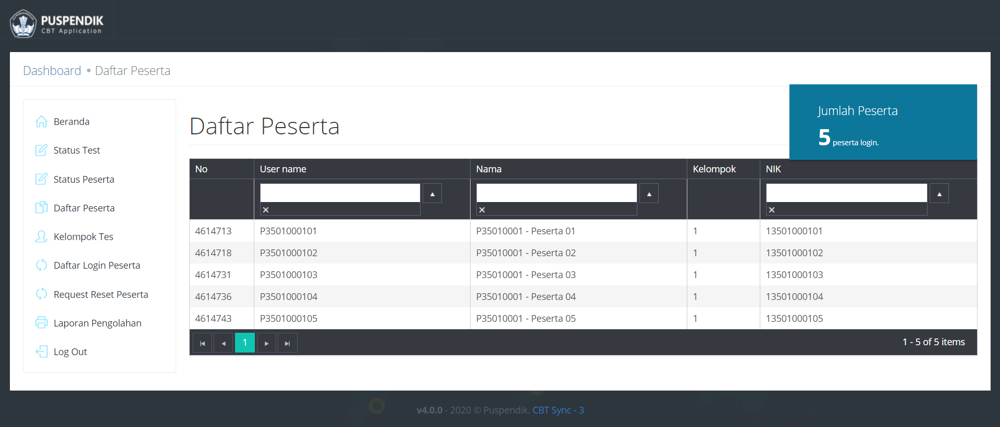 PUSPENDIK
CBT Application
Dashboard • Daftar Peserta
Beranda
Status Test
Status Peserta
Daftar Peserta
Kelompok Tes
Daftar Login Peserta
Request Reset Peserta
Laporan Pengolahan
Log Out
Daftar Peserta
Jumlah Peserta
5 peserta login.
No User name Nama Kelompok NIK
4614713 P3501000101 P35010001 - Peserta 01 1 13501000101
4614718 P3501000102 P35010001 - Peserta 02 1 13501000102
4614731 P3501000103 P35010001 - Peserta 03 1 13501000103
4614736 P3501000104 P35010001 - Peserta 04 1 13501000104
4614743 P3501000105 P35010001 - Peserta 05 1 13501000105
1
1 - 5 of 5 items
v4.0.0 - 2020 © Puspendik. CBT Sync - 3